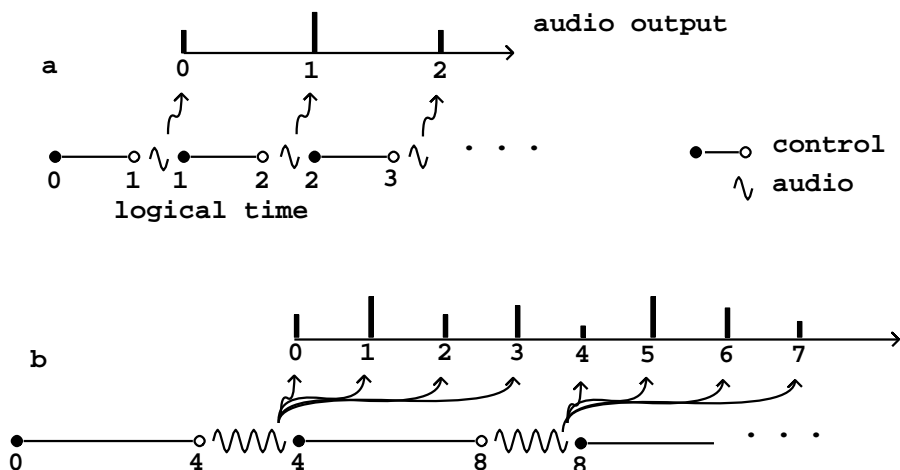 audio output
a
0 1 2
0 1 1 2 2 3 . . .
logical time
control
audio
b
0 1 2 3 4 5 6 7
0 4 4 8 8 . . .